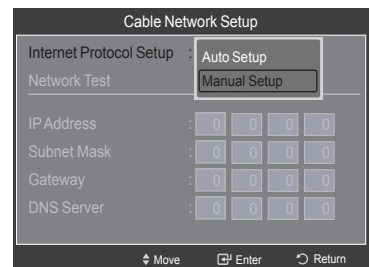 Cable Network Setup
Internet Protocol Setup : Auto Setup
Manual Setup
Network Test
IP Address : 0 0 0 0
Subnet Mask : 0 0 0 0
Gateway : 0 0 0 0
DNS Server : 0 0 0 0
Move Enter Return